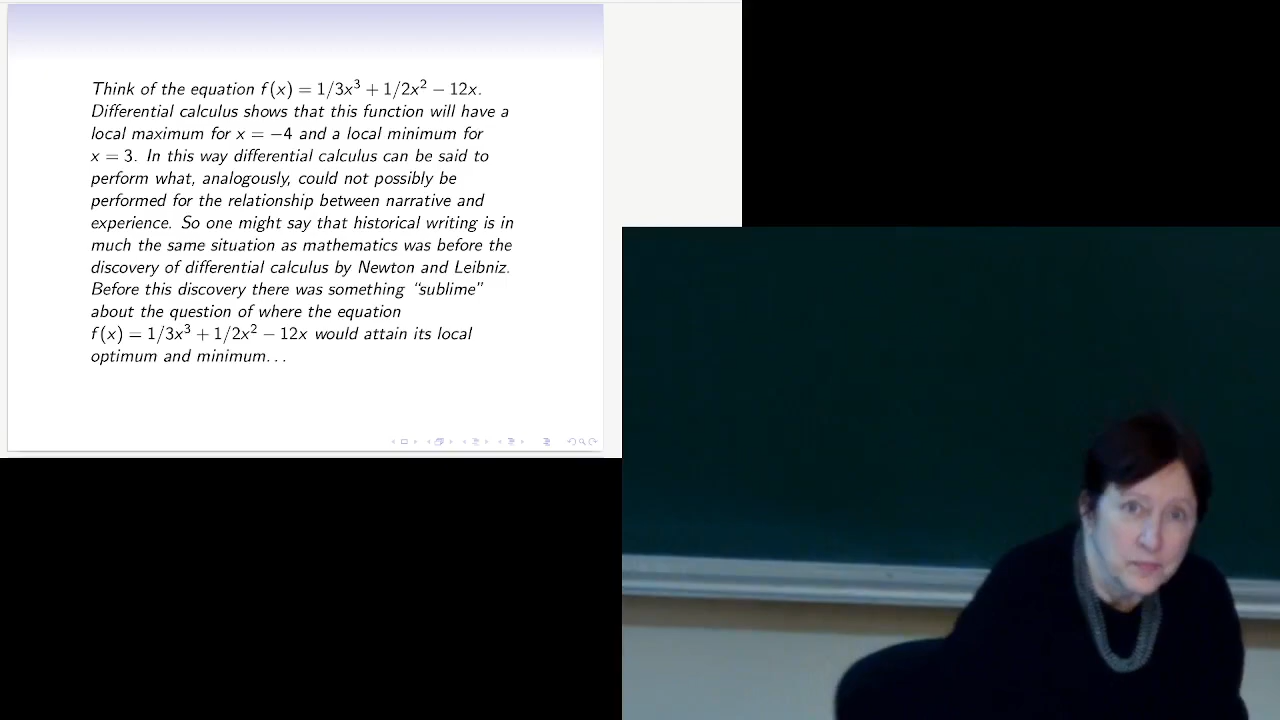 Think of the equation f(x) = 1/3x³ + 1/2x² − 12x.
Differential calculus shows that this function will have a
local maximum for x = −4 and a local minimum for
x = 3. In this way differential calculus can be said to
perform what, analogously, could not possibly be
performed for the relationship between narrative and
experience. So one might say that historical writing is in
much the same situation as mathematics was before the
discovery of differential calculus by Newton and Leibniz.
Before this discovery there was something “sublime”
about the question of where the equation
f(x) = 1/3x³ + 1/2x² − 12x would attain its local
optimum and minimum. . .